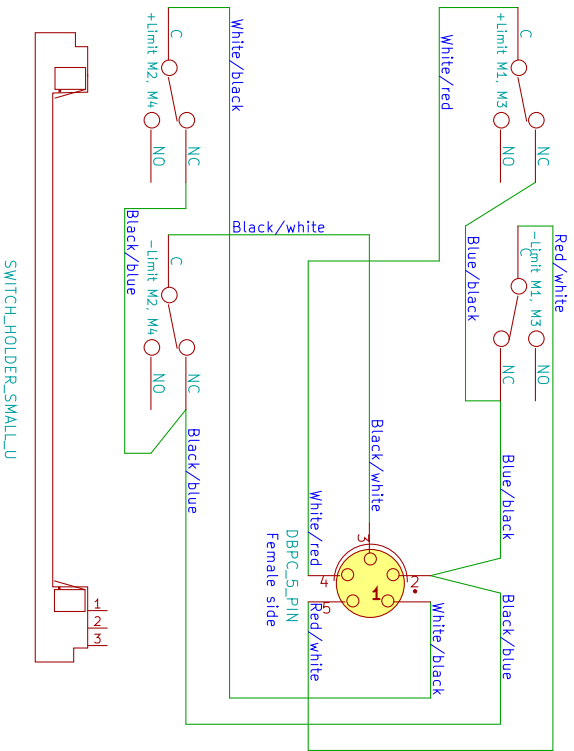 C
+Limit M2, M4
NO
NC
White/black
White/red
C
+Limit M1, M3
NO
NC
Black/blue
Black/white
C
-Limit M2, M4
NO
NC
Blue/black
Red/white
C
-Limit M1, M3
NC
NO
SWITCH_HOLDER_SMALL_U
Black/blue
Black/white
Blue/black
White/red
DBPC_5_PIN
Female side
3
4
2
1
5
Red/white
White/black
Black/blue
1
2
3